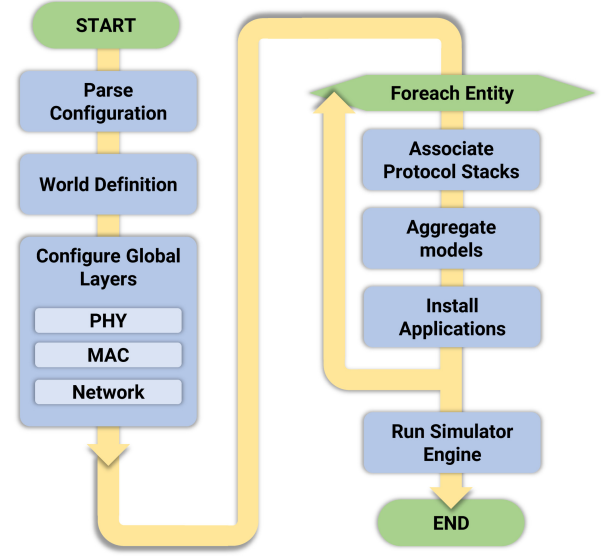 START
Parse
Configuration
World Definition
Configure Global
Layers
PHY
MAC
Network
Foreach Entity
Associate
Protocol Stacks
Aggregate
models
Install
Applications
Run Simulator
Engine
END